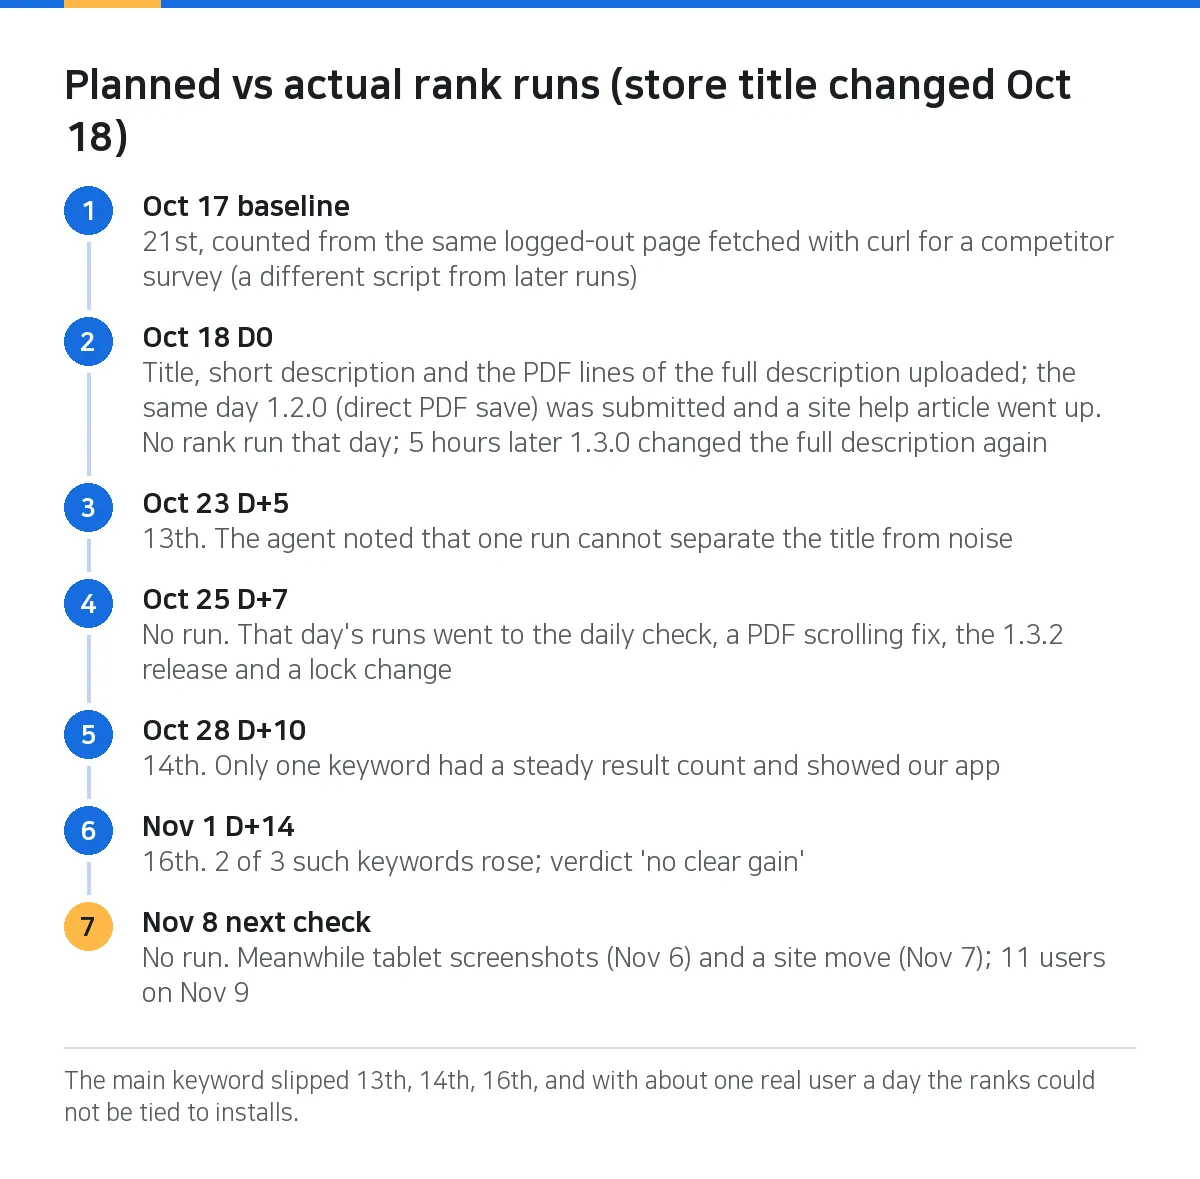 Planned vs actual rank runs (store title changed Oct
18)
1
Oct 17 baseline
21st, counted from the same logged-out page fetched with curl for a competitor
survey (a different script from later runs)
2
Oct 18 D0
Title, short description and the PDF lines of the full description uploaded; the
same day 1.2.0 (direct PDF save) was submitted and a site help article went up.
No rank run that day; 5 hours later 1.3.0 changed the full description again
3
Oct 23 D+5
13th. The agent noted that one run cannot separate the title from noise
4
Oct 25 D+7
No run. That day's runs went to the daily check, a PDF scrolling fix, the 1.3.2
release and a lock change
5
Oct 28 D+10
14th. Only one keyword had a steady result count and showed our app
6
Nov 1 D+14
16th. 2 of 3 such keywords rose; verdict 'no clear gain'
7
Nov 8 next check
No run. Meanwhile tablet screenshots (Nov 6) and a site move (Nov 7); 11 users
on Nov 9
The main keyword slipped 13th, 14th, 16th, and with about one real user a day the ranks could
not be tied to installs.